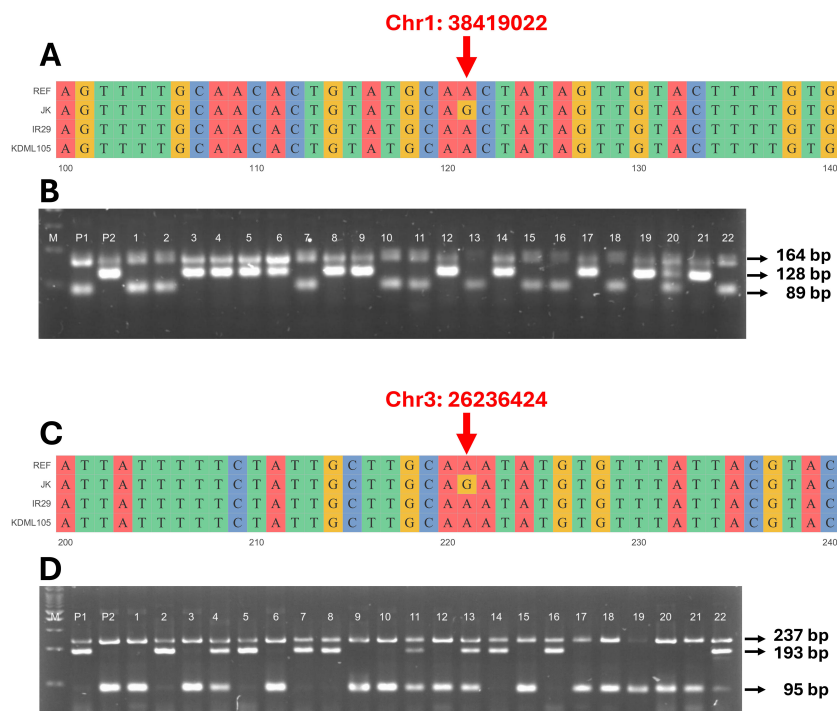 Chr1: 38419022
A
REF A G T T T T G C A A C A C T G T A T G C A A C T A T A G T T G T A C T T T T G T G
JK A G T T T T G C A A C A C T G T A T G C A G C T A T A G T T G T A C T T T T G T G
IR29 A G T T T T G C A A C A C T G T A T G C A A C T A T A G T T G T A C T T T T G T G
KDML105 A G T T T T G C A A C A C T G T A T G C A A C T A T A G T T G T A C T T T T G T G
100 110 120 130 140
B
M P1 P2 1 2 3 4 5 6 7 8 9 10 11 12 13 14 15 16 17 18 19 20 21 22
164 bp
128 bp
89 bp
Chr3: 26236424
C
REF A T T A T T T T T C T A T T G C T T G C A A A T A T G T G T T T A T T A C G T A C
JK A T T A T T T T T C T A T T G C T T G C A G A T A T G T G T T T A T T A C G T A C
IR29 A T T A T T T T T C T A T T G C T T G C A A A T A T G T G T T T A T T A C G T A C
KDML105 A T T A T T T T T C T A T T G C T T G C A A A T A T G T G T T T A T T A C G T A C
200 210 220 230 240
D
M P1 P2 1 2 3 4 5 6 7 8 9 10 11 12 13 14 15 16 17 18 19 20 21 22
237 bp
193 bp
95 bp